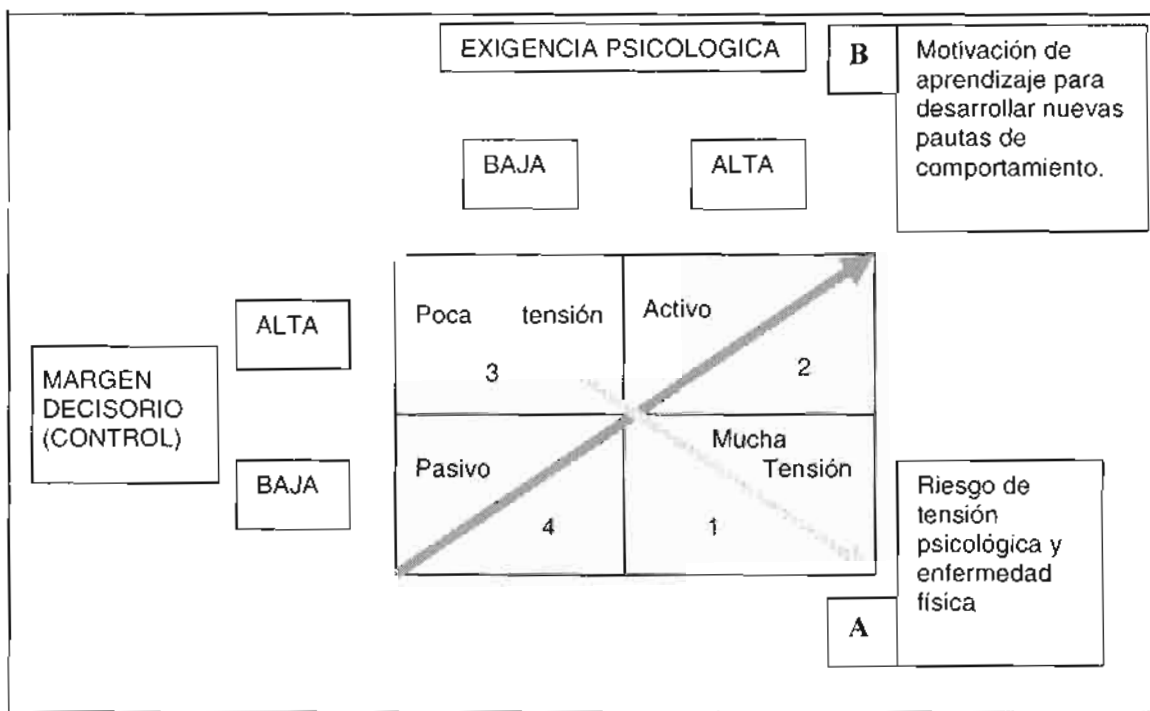 EXIGENCIA PSICOLOGICA
B
Motivación de
aprendizaje para
desarrollar nuevas
pautas de
comportamiento.
BAJA
ALTA
MARGEN
DECISORIO
(CONTROL)
ALTA
BAJA
Poca tensión
3
Activo
2
Pasivo
4
Mucha
Tensión
1
Riesgo de
tensión
psicológica y
enfermedad
física
A